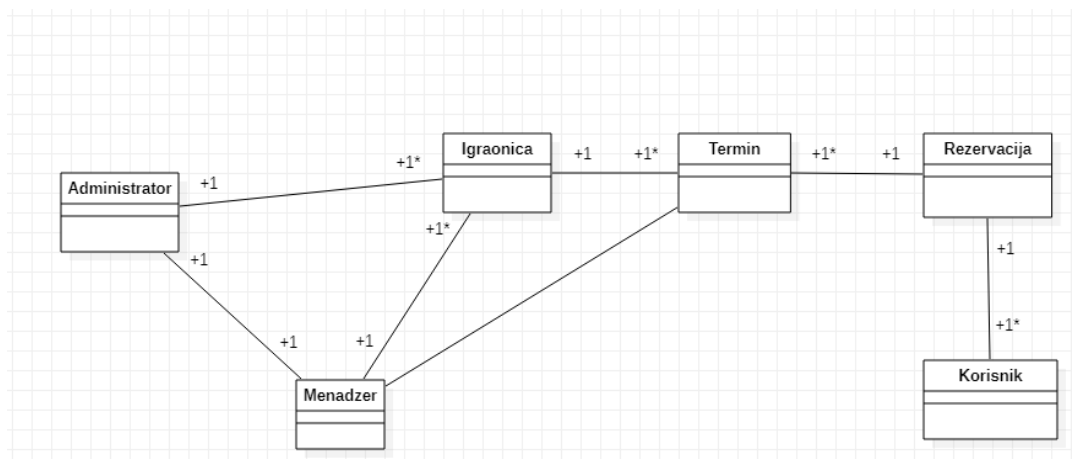 Igraonica
+1
+1*
Termin
+1*
+1
Rezervacija
+1*
Administrator
+1
+1*
+1
+1
+1
+1*
+1
Korisnik
Menadzer